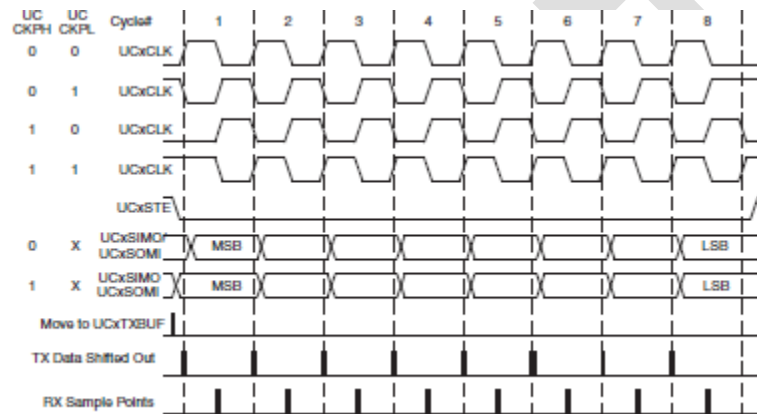 UC UC Cycle# 1 2 3 4 5 6 7 8
CKPH CKPL
0 0 UCxCLK
0 1 UCxCLK
1 0 UCxCLK
1 1 UCxCLK
UCxSTE
0 X UCxSIMO/ MSB LSB
UCxSOMI
1 X UCxSIMO MSB LSB
UCxSOMI
Move to UCxTXBUF
TX Data Shifted Out
RX Sample Points